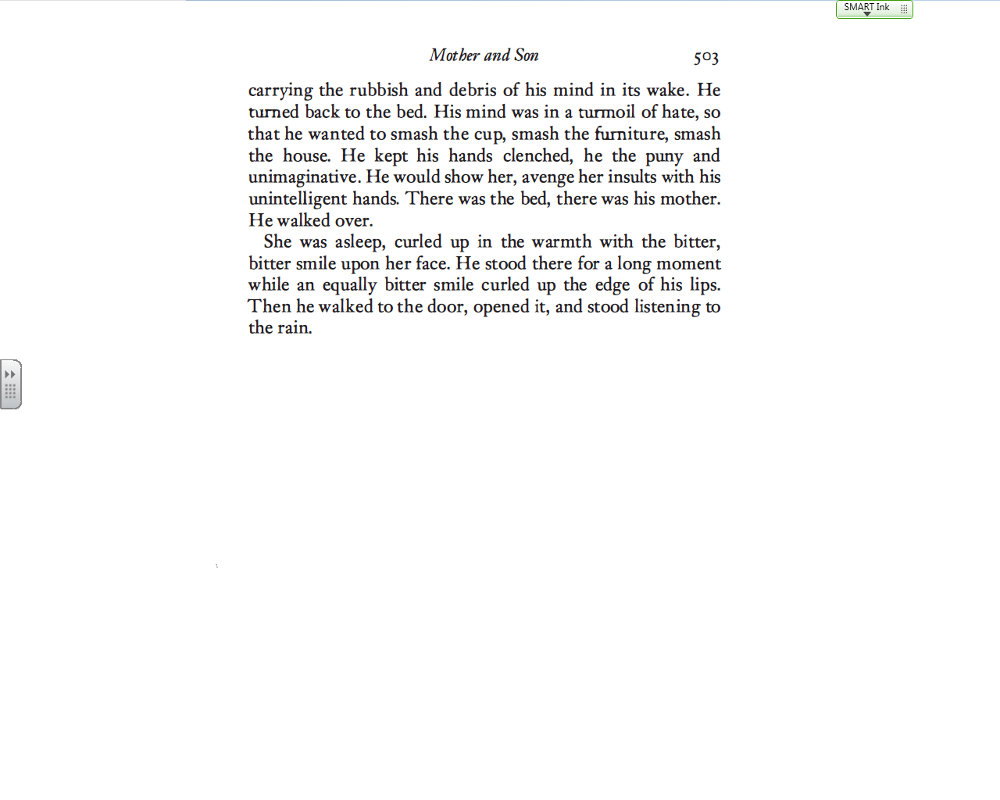 SMART Ink
Mother and Son 503
carrying the rubbish and debris of his mind in its wake. He
turned back to the bed. His mind was in a turmoil of hate, so
that he wanted to smash the cup, smash the furniture, smash
the house. He kept his hands clenched, he the puny and
unimaginative. He would show her, avenge her insults with his
unintelligent hands. There was the bed, there was his mother.
He walked over.
She was asleep, curled up in the warmth with the bitter,
bitter smile upon her face. He stood there for a long moment
while an equally bitter smile curled up the edge of his lips.
Then he walked to the door, opened it, and stood listening to
the rain.